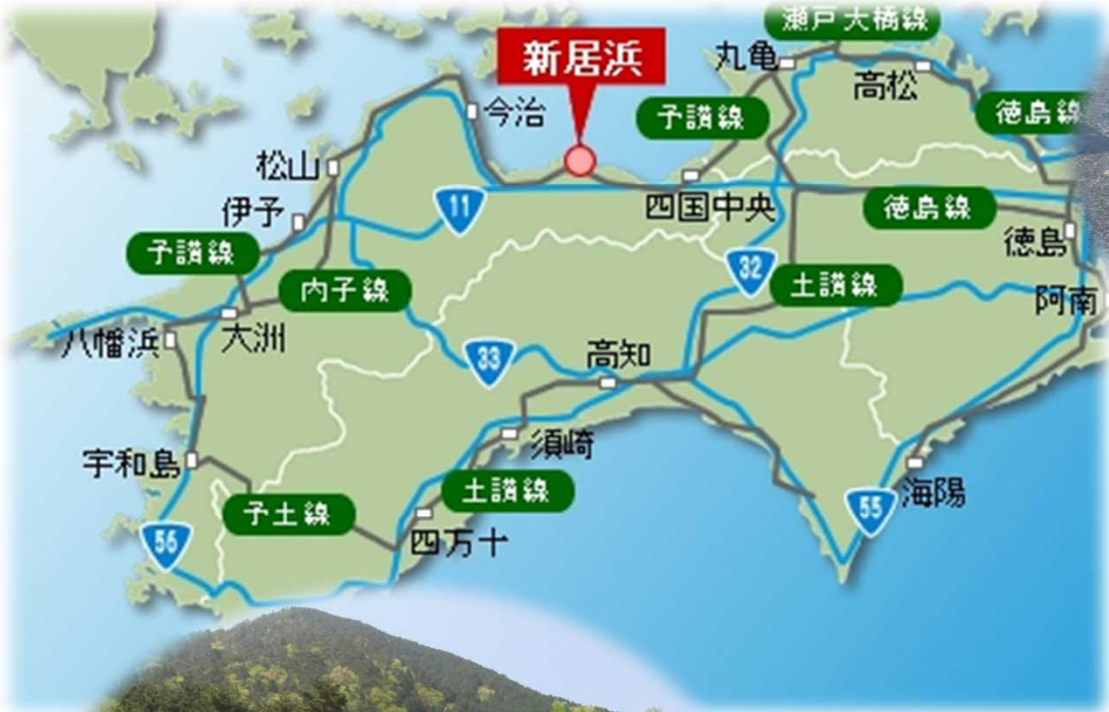 瀬戸大橋線
新居浜
丸亀
高松
今治
予讃線
徳島線
松山
伊予
11
四国中央
徳島線
徳島
予讃線
内子線
32
土讃線
阿南
八幡浜
大洲
33
高知
宇和島
須崎
土讃線
海陽
予土線
四万十
55
56